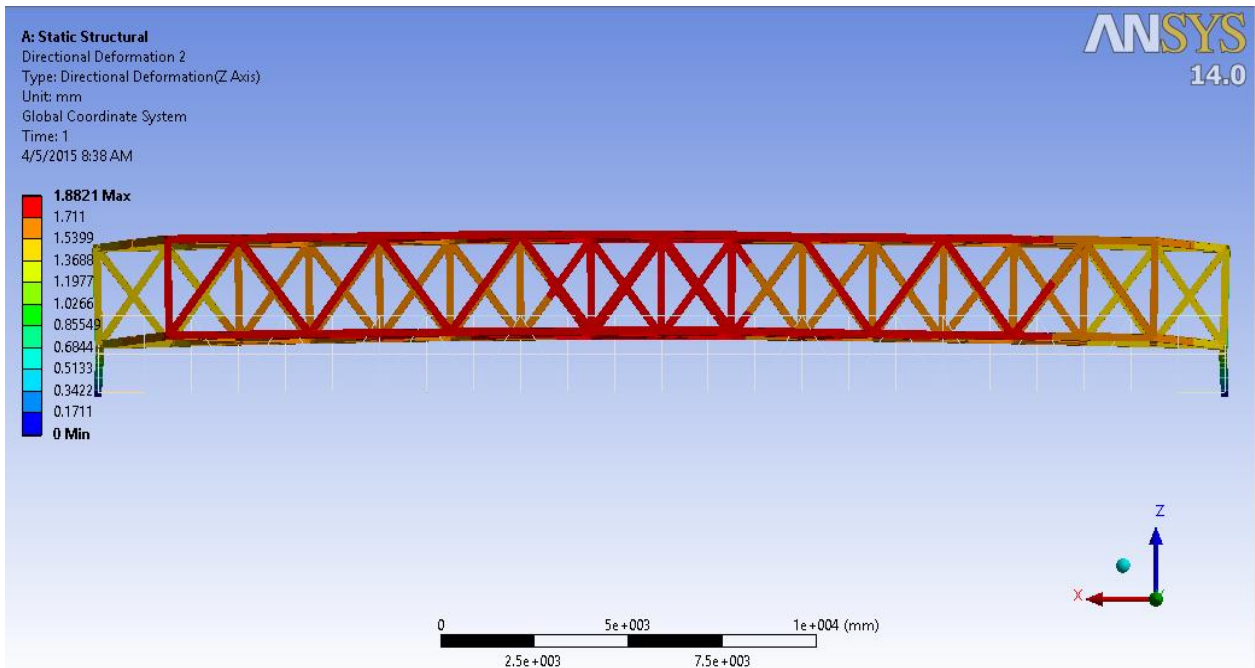 A: Static Structural
Directional Deformation 2
Type: Directional Deformation(Z Axis)
Unit: mm
Global Coordinate System
Time: 1
4/5/2015 8:38 AM
ANSYS
14.0
1.8821 Max
1.711
1.5399
1.3688
1.1977
1.0266
0.85549
0.6844
0.5133
0.3422
0.1711
0 Min
Z
X
0 5e+003 1e+004 (mm)
2.5e+003 7.5e+003